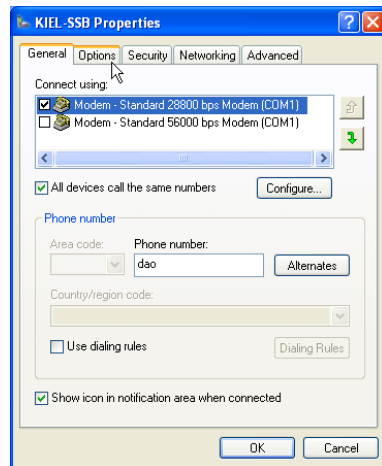 KIEL-SSB Properties
General Options Security Networking Advanced
Connect using:
Modem - Standard 28800 bps Modem (COM1)
Modem - Standard 56000 bps Modem (COM1)
All devices call the same numbers
Configure...
Phone number
Area code: Phone number:
dao
Alternates
Country/region code:
Use dialing rules
Dialing Rules
Show icon in notification area when connected
OK Cancel